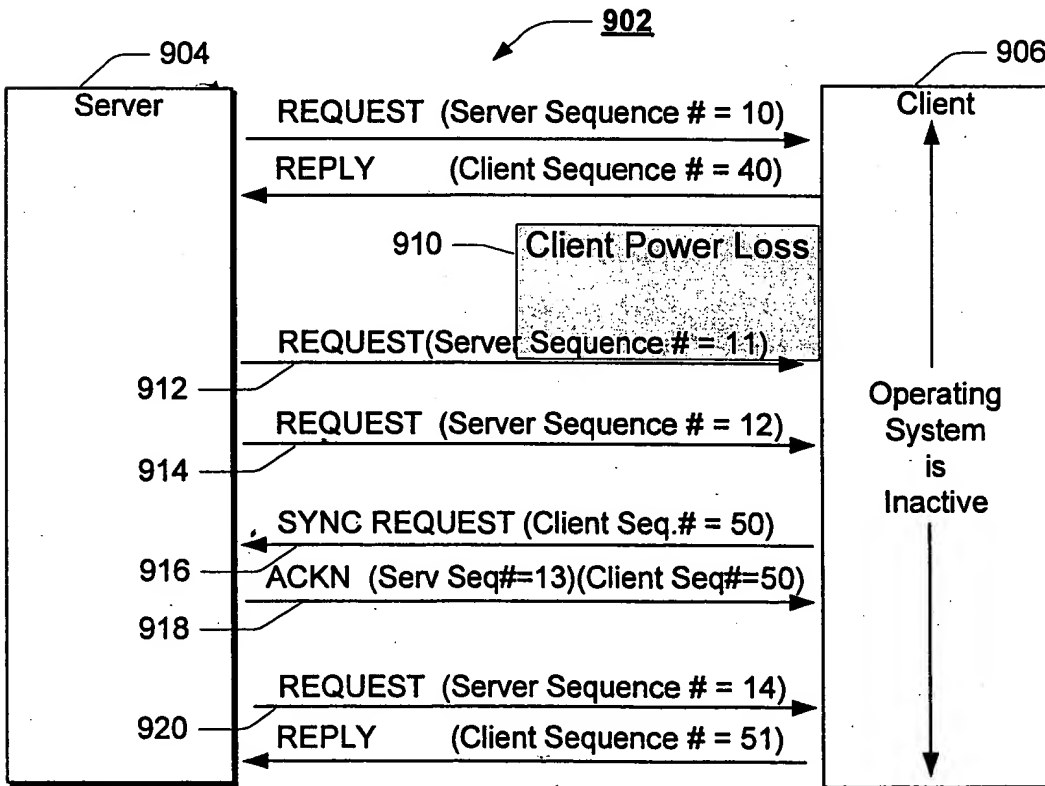 902
904
906
Server
Client
REQUEST (Server Sequence # = 10)
REPLY (Client Sequence # = 40)
910
Client Power Loss
REQUEST(Server Sequence # = 11)
912
REQUEST (Server Sequence # = 12)
914
Operating
System
is
Inactive
SYNC REQUEST (Client Seq.# = 50)
916
ACKN (Serv Seq#=13)(Client Seq#=50)
918
REQUEST (Server Sequence # = 14)
920
REPLY (Client Sequence # = 51)